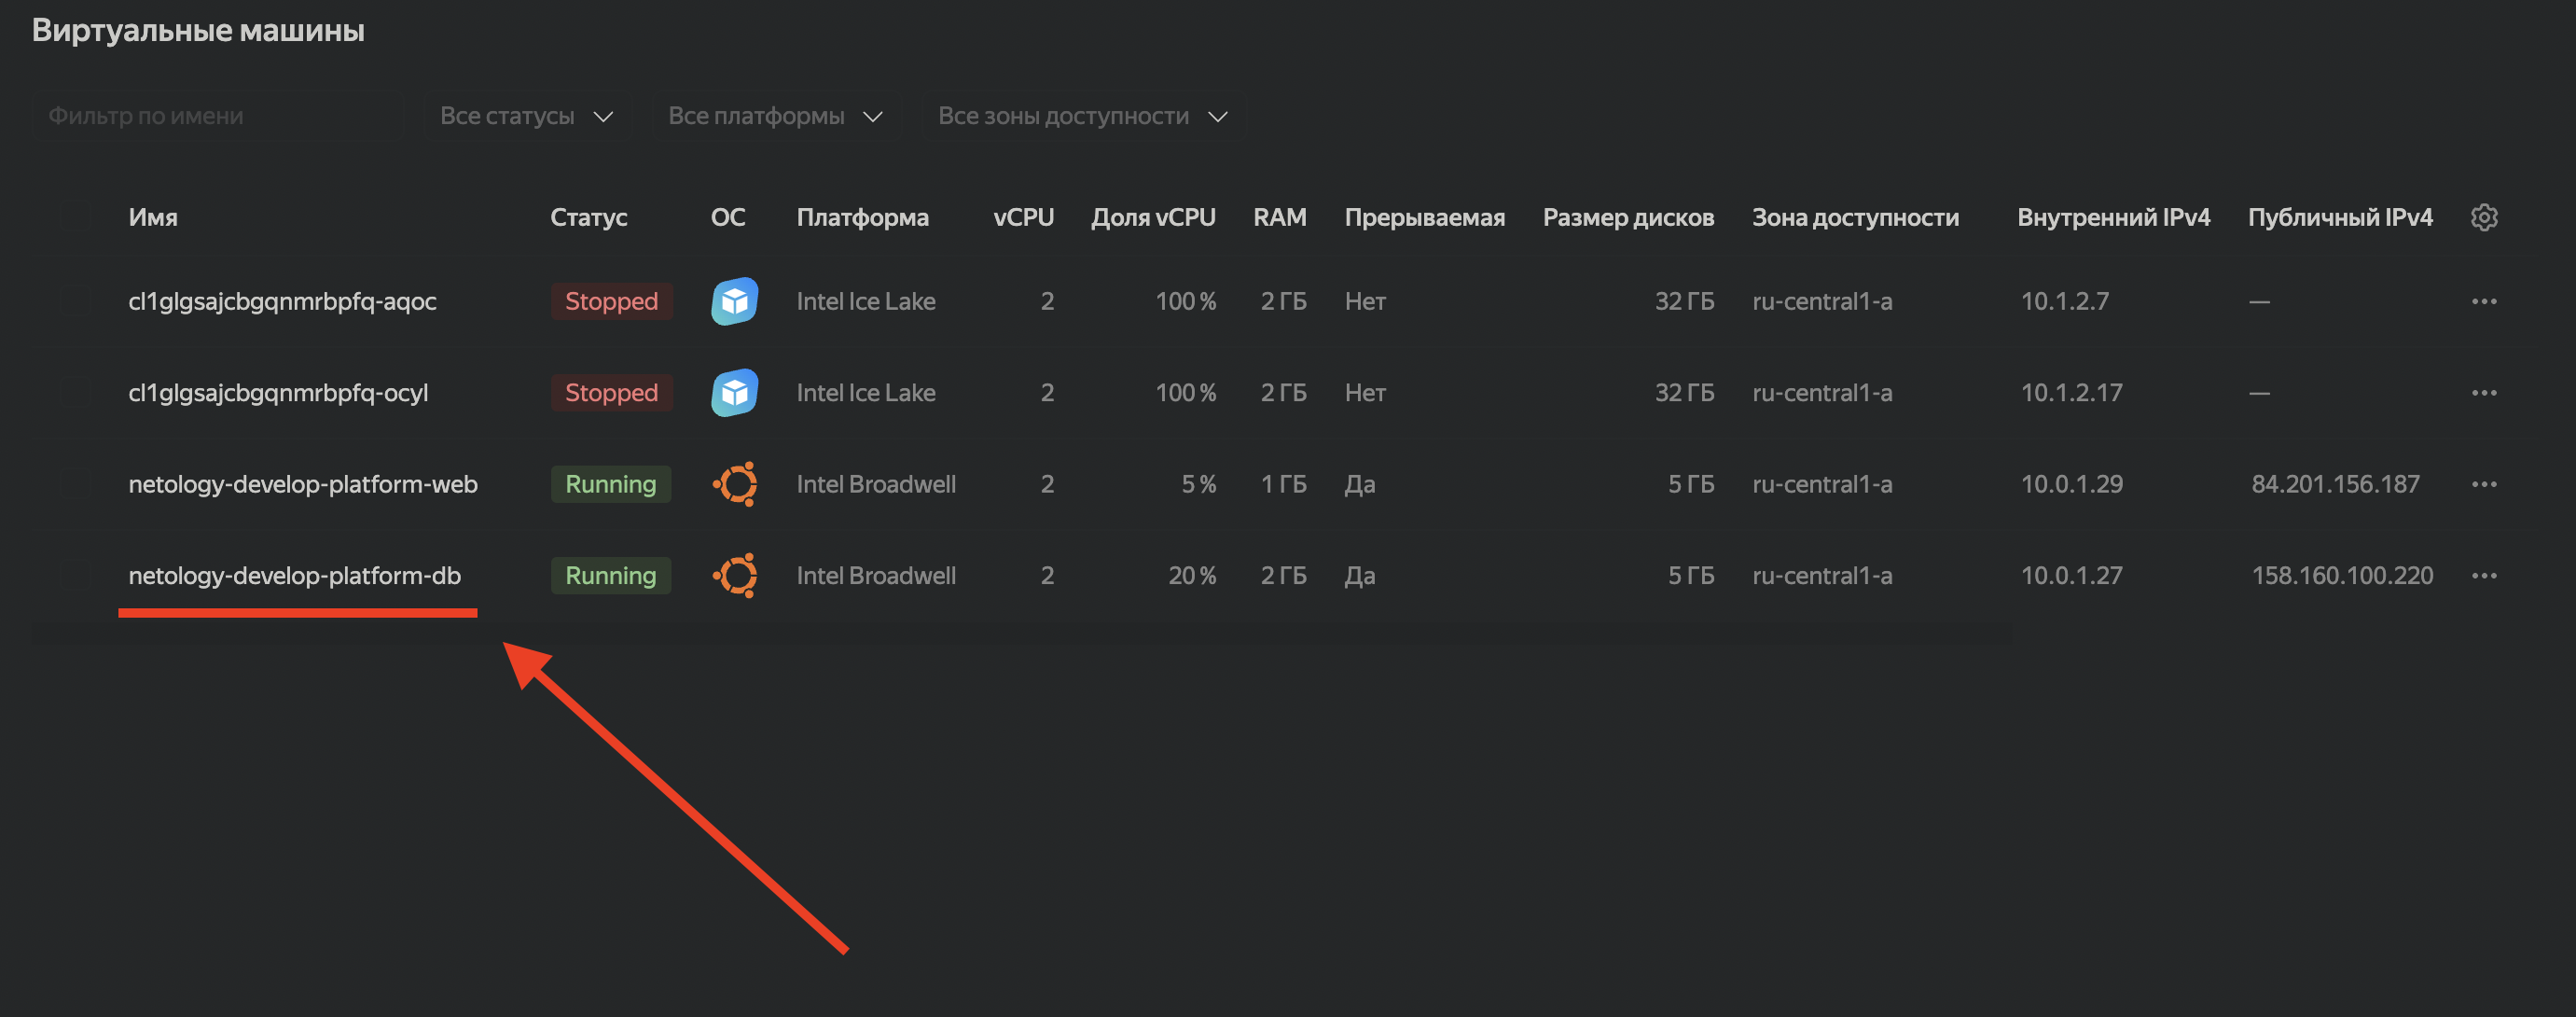 Виртуальные машины
Фильтр по имени Все статусы Все платформы Все зоны доступности
Имя Статус ОС Платформа vCPU Доля vCPU RAM Прерываемая Размер дисков Зона доступности Внутренний IPv4 Публичный IPv4
cl1glgsajcbgqnmrbpfq-aqoc Stopped Intel Ice Lake 2 100 % 2 ГБ Нет 32 ГБ ru-central1-a 10.1.2.7 —
cl1glgsajcbgqnmrbpfq-ocyl Stopped Intel Ice Lake 2 100 % 2 ГБ Нет 32 ГБ ru-central1-a 10.1.2.17 —
netology-develop-platform-web Running Intel Broadwell 2 5 % 1 ГБ Да 5 ГБ ru-central1-a 10.0.1.29 84.201.156.187
netology-develop-platform-db Running Intel Broadwell 2 20 % 2 ГБ Да 5 ГБ ru-central1-a 10.0.1.27 158.160.100.220